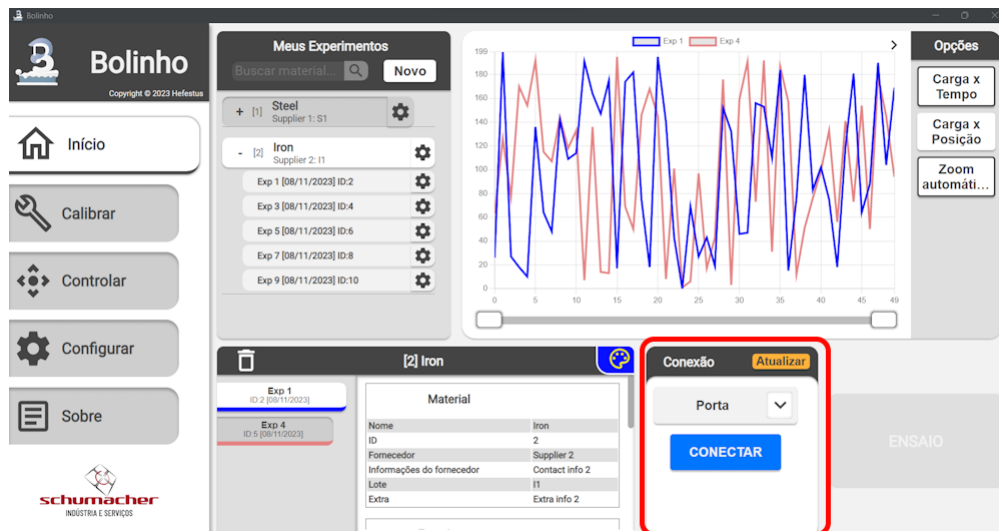 Bolinho
Bolinho
Copyright © 2023 Hefestus
Início
Calibrar
Controlar
Configurar
Sobre
schumacher
INDÚSTRIA E SERVIÇOS
Meus Experimentos
Buscar material...
Novo
+ [1] Steel
Supplier 1: S1
- [2] Iron
Supplier 2: I1
Exp 1 [08/11/2023] ID:2
Exp 3 [08/11/2023] ID:4
Exp 5 [08/11/2023] ID:6
Exp 7 [08/11/2023] ID:8
Exp 9 [08/11/2023] ID:10
Exp 1 Exp 4
199
180
160
140
120
100
80
60
40
20
0
0 5 10 15 20 25 30 35 40 45 49
Opções
Carga x
Tempo
Carga x
Posição
Zoom
automáti...
[2] Iron
Exp 1
ID:2 [08/11/2023]
Exp 4
ID:5 [08/11/2023]
Material
Nome Iron
ID 2
Fornecedor Supplier 2
Informações do fornecedor Contact info 2
Lote I1
Extra Extra info 2
Conexão
Atualizar
Porta
CONECTAR
ENSAIO